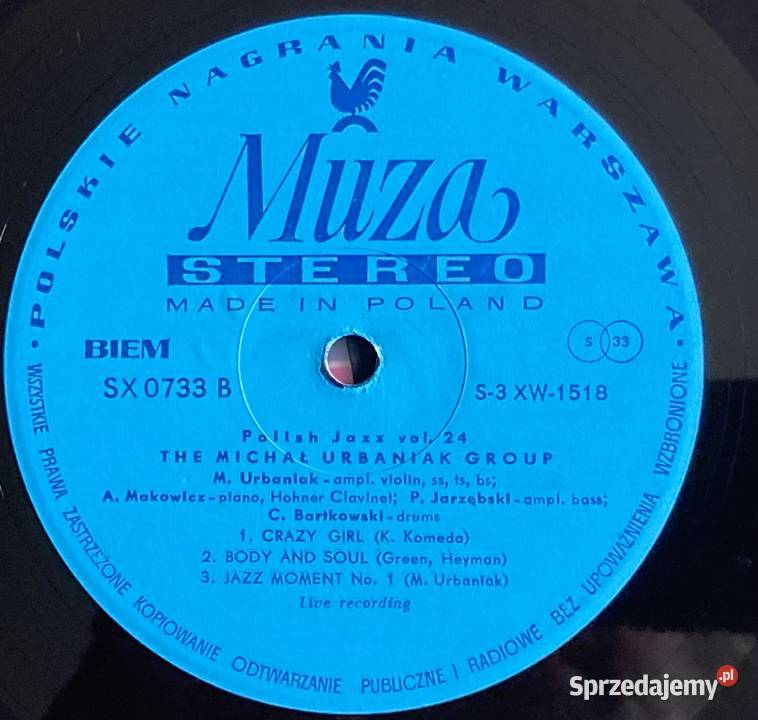 • POLSKIE NAGRANIA WARSZAWA •
Muza
STEREO
MADE IN POLAND
BIEM
S 33
SX 0733 B
S-3 XW-1518
Polish Jazz vol. 24
THE MICHAŁ URBANIAK GROUP
M. Urbaniak - ampl. violin, ss, ts, bs;
A. Makowicz - piano, Hohner Clavinet; P. Jarzębski - ampl. bass;
C. Bartkowski - drums
1. CRAZY GIRL (K. Komeda)
2. BODY AND SOUL (Green, Heyman)
3. JAZZ MOMENT No. 1 (M. Urbaniak)
Live recording
WSZYSTKIE PRAWA ZASTRZEŻONE KOPIOWANIE ODTWARZANIE PUBLICZNE I RADIOWE BEZ UPOWAŻNIENIA WZBRONIONE
Sprzedajemy.pl